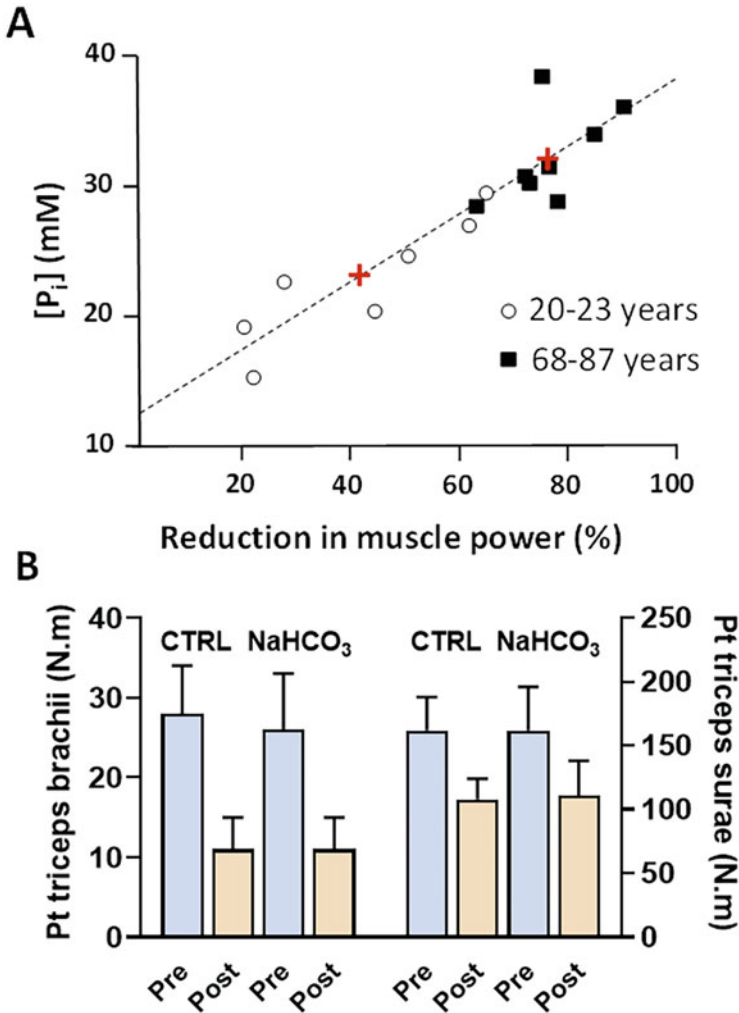 A
40
30
20
10
[Pi] (mM)
20-23 years
68-87 years
20 40 60 80 100
Reduction in muscle power (%)
B
Pt triceps brachii (N.m)
40
30
20
10
0
CTRL NaHCO3 CTRL NaHCO3
250
200
150
100
50
0
Pt triceps surae (N.m)
Pre Post Pre Post Pre Post Pre Post